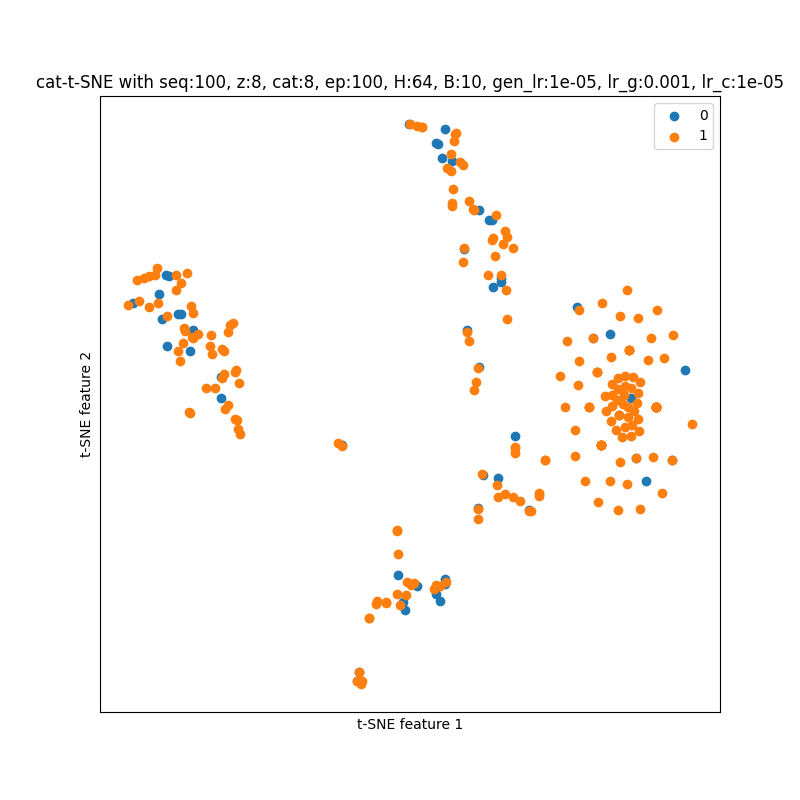 cat-t-SNE with seq:100, z:8, cat:8, ep:100, H:64, B:10, gen_lr:1e-05, lr_g:0.001, lr_c:1e-05
0
1
t-SNE feature 2
t-SNE feature 1